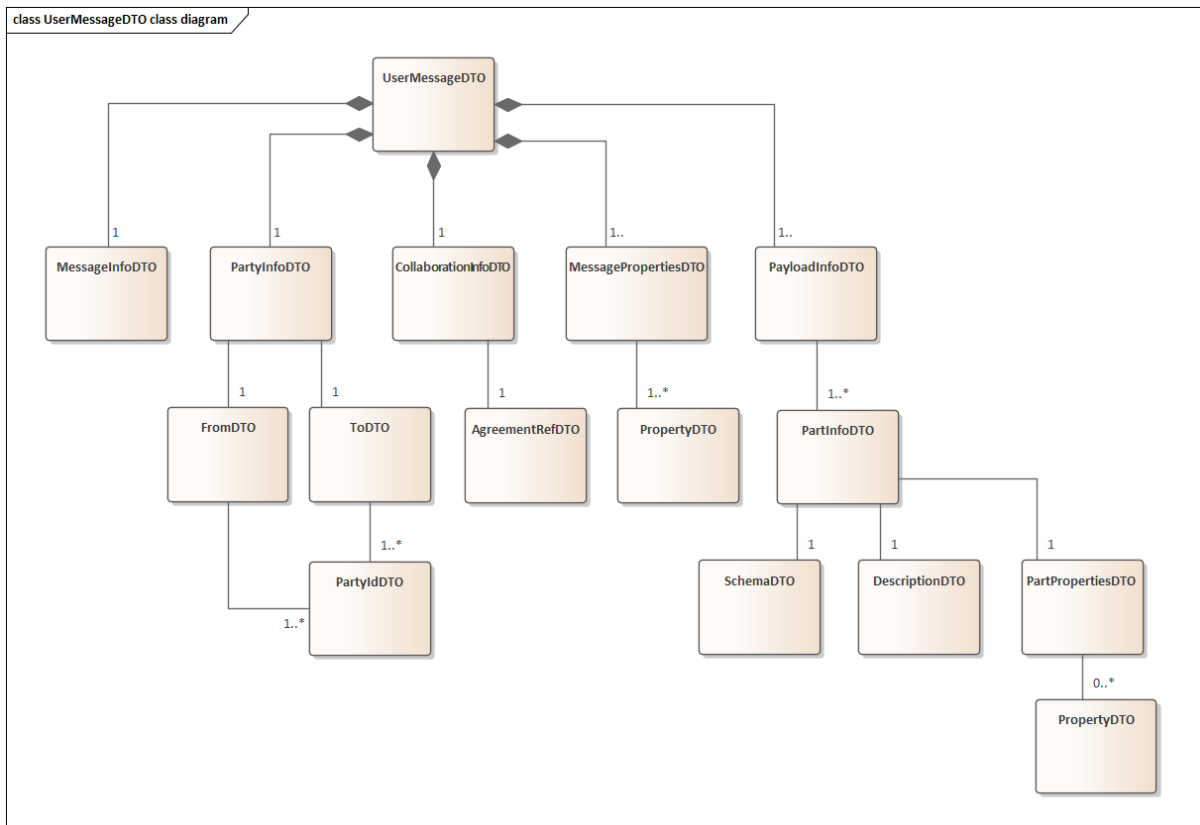 class UserMessageDTO class diagram
UserMessageDTO
1
1
1
1..
1..
MessageInfoDTO
PartyInfoDTO
CollaborationInfoDTO
MessagePropertiesDTO
PayloadInfoDTO
1
1
1
1..*
1..*
FromDTO
ToDTO
AgreementRefDTO
PropertyDTO
PartInfoDTO
1..*
1
1
1
PartyIdDTO
SchemaDTO
DescriptionDTO
PartPropertiesDTO
1..*
0..*
PropertyDTO